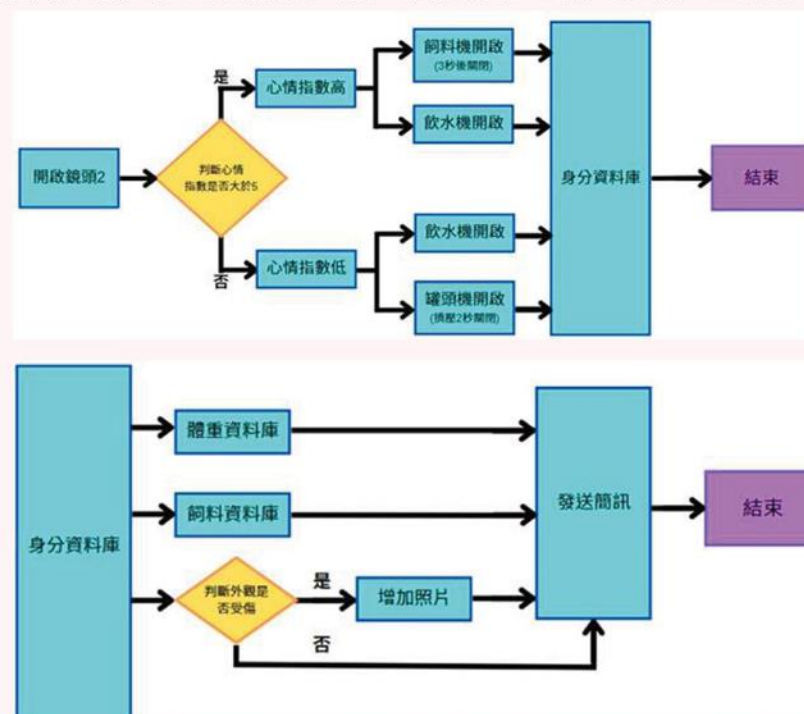 開啟鏡頭2
判斷心情
指數是否大於5
是
否
心情指數高
心情指數低
飼料機開啟
(3秒後關閉)
飲水機開啟
飲水機開啟
罐頭機開啟
(擠壓2秒關閉)
身分資料庫
結束
身分資料庫
體重資料庫
飼料資料庫
判斷外觀是
否受傷
是
否
增加照片
發送簡訊
結束